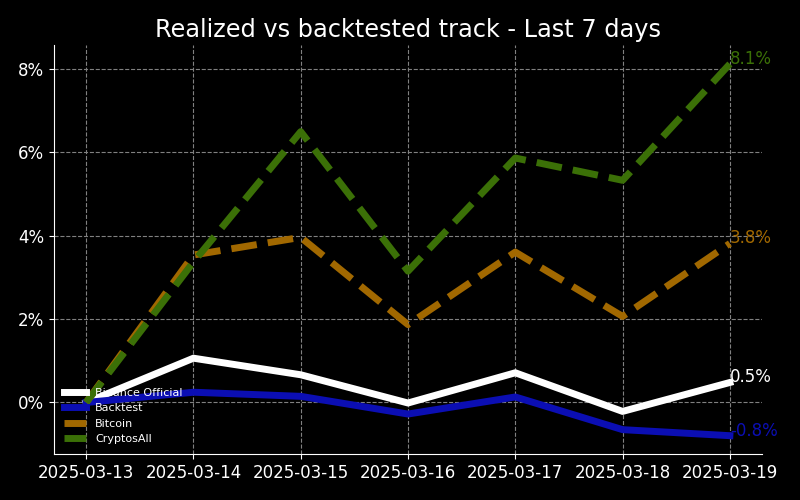 Realized vs backtested track - Last 7 days
8%
6%
4%
2%
0%
8.1%
3.8%
0.5%
-0.8%
Binance Official
Backtest
Bitcoin
CryptosAll
2025-03-13 2025-03-14 2025-03-15 2025-03-16 2025-03-17 2025-03-18 2025-03-19